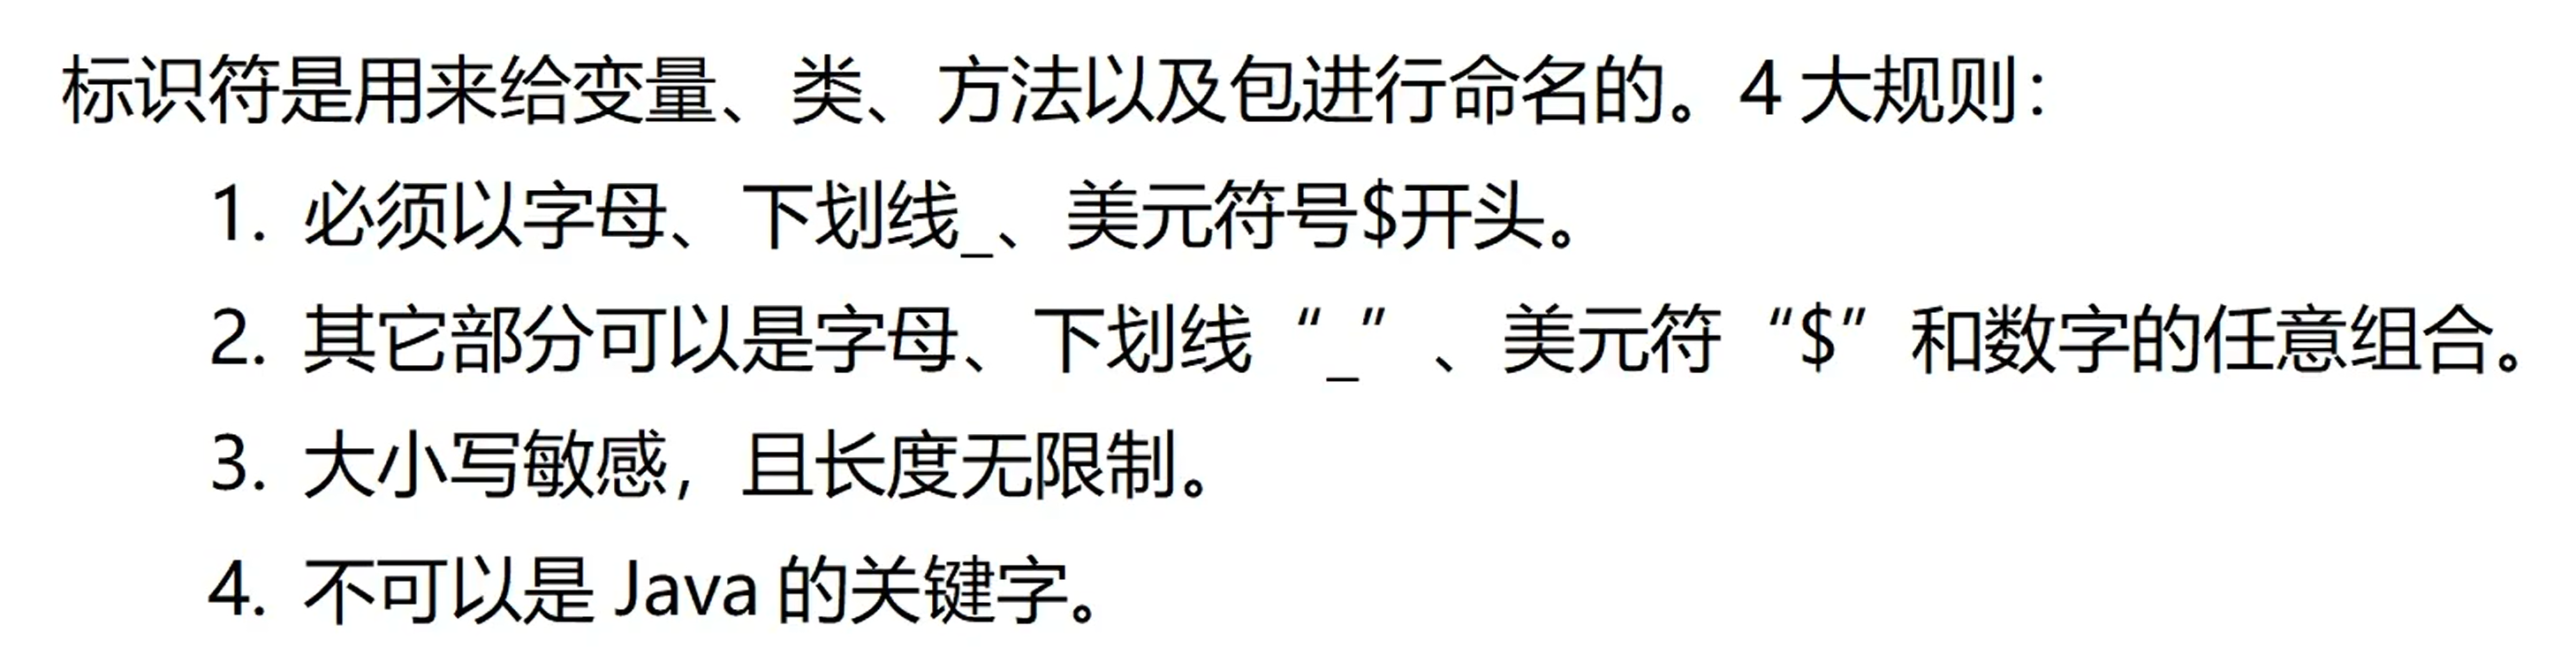 标识符是用来给变量、类、方法以及包进行命名的。4 大规则：
1. 必须以字母、下划线_、美元符号$开头。
2. 其它部分可以是字母、下划线“_”、美元符“$”和数字的任意组合。
3. 大小写敏感，且长度无限制。
4. 不可以是 Java 的关键字。